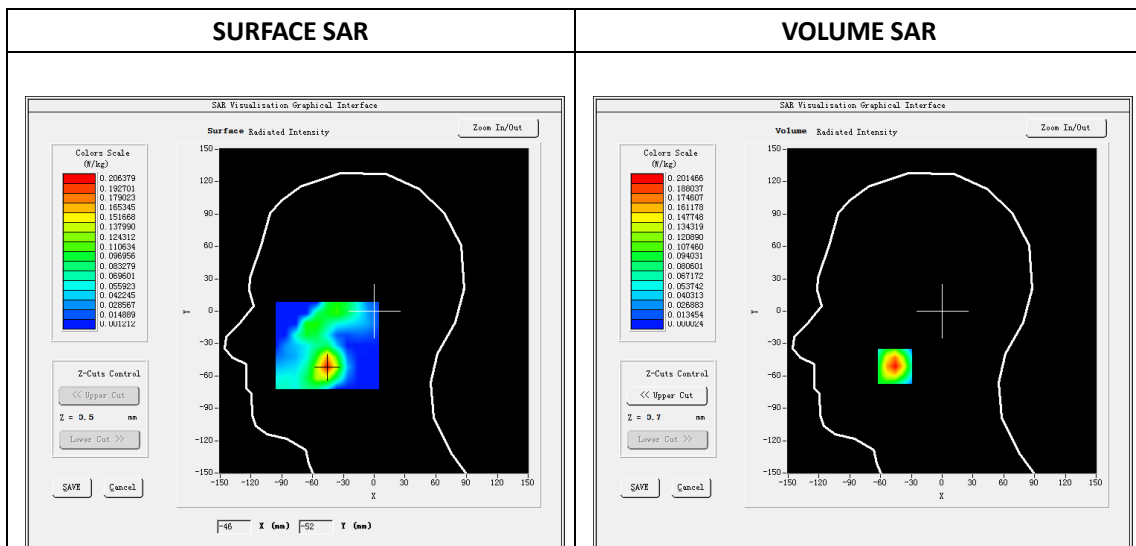 SURFACE SAR
VOLUME SAR
SAR Visualisation Graphical Interface
Surface Radiated Intensity
Zoom In/Out
Colors Scale
(W/kg)
0.206379
0.192701
0.179023
0.165345
0.151668
0.137990
0.124312
0.110634
0.096956
0.083279
0.069601
0.055923
0.042245
0.028567
0.014889
0.001212
Z-Cuts Control
<< Upper Cut
Z = 0.5 mm
Lower Cut >>
SAVE Cancel
150
120
90
60
30
0
-30
-60
-90
-120
-150
Y
-150 -120 -90 -60 -30 0 30 60 90 120 150
X
-46 X (mm) -52 Y (mm)
SAR Visualisation Graphical Interface
Volume Radiated Intensity
Zoom In/Out
Colors Scale
(W/kg)
0.201466
0.188037
0.174607
0.161178
0.147748
0.134319
0.120890
0.107460
0.094031
0.080601
0.067172
0.053742
0.040313
0.026883
0.013454
0.000024
Z-Cuts Control
<< Upper Cut
Z = 0.7 mm
Lower Cut >>
SAVE Cancel
150
120
90
60
30
0
-30
-60
-90
-120
-150
Y
-150 -120 -90 -60 -30 0 30 60 90 120 150
X